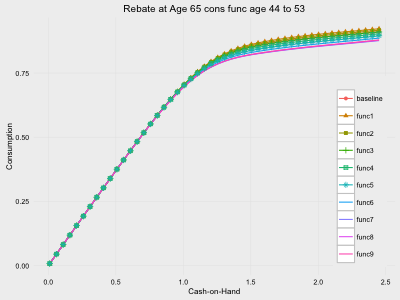 Rebate at Age 65 cons func age 44 to 53
Consumption
0.75
0.50
0.25
0.00
0.0 0.5 1.0 1.5 2.0 2.5
Cash-on-Hand
baseline
func1
func2
func3
func4
func5
func6
func7
func8
func9